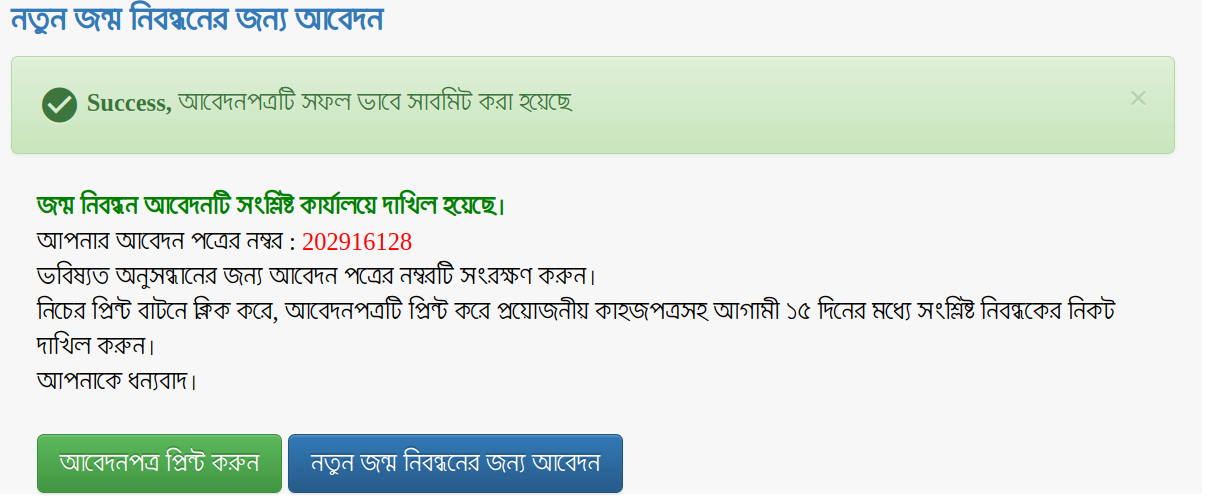 নতুন জন্ম নিবন্ধনের জন্য আবেদন
Success, আবেদনপত্রটি সফল ভাবে সাবমিট করা হয়েছে
×
জন্ম নিবন্ধন আবেদনটি সংশ্লিষ্ট কার্যালয়ে দাখিল হয়েছে।
আপনার আবেদন পত্রের নম্বর : 202916128
ভবিষ্যত অনুসন্ধানের জন্য আবেদন পত্রের নম্বরটি সংরক্ষণ করুন।
নিচের প্রিন্ট বাটনে ক্লিক করে, আবেদনপত্রটি প্রিন্ট করে প্রয়োজনীয় কাহজপত্রসহ আগামী ১৫ দিনের মধ্যে সংশ্লিষ্ট নিবন্ধকের নিকট
দাখিল করুন।
আপনাকে ধন্যবাদ।
আবেদনপত্র প্রিন্ট করুন নতুন জন্ম নিবন্ধনের জন্য আবেদন